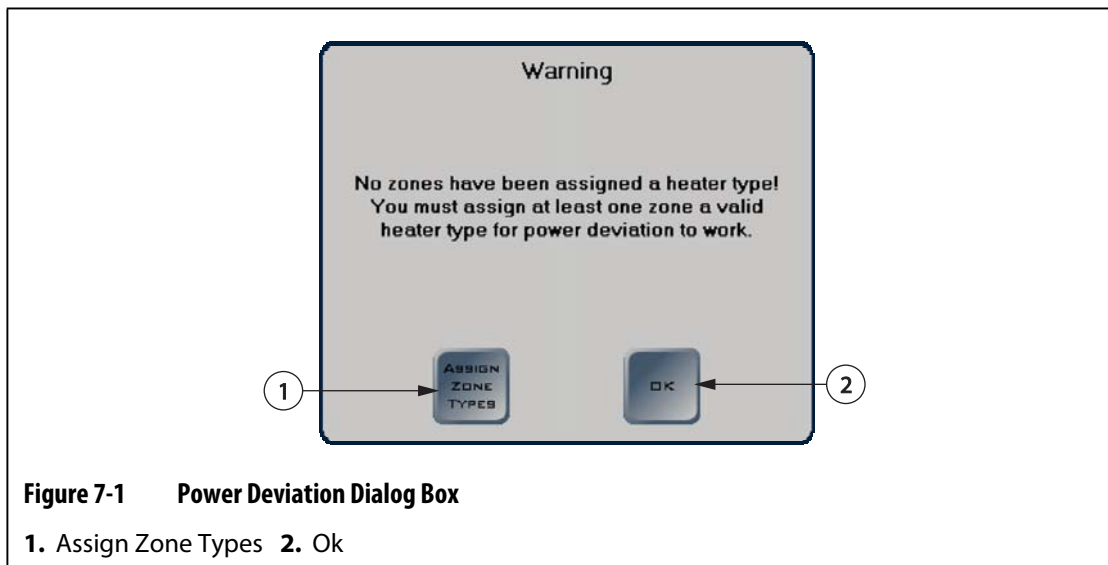 Warning
No zones have been assigned a heater type!
You must assign at least one zone a valid
heater type for power deviation to work.
ASSIGN
ZONE
TYPES
OK
1
2
Figure 7-1 Power Deviation Dialog Box
1. Assign Zone Types 2. Ok